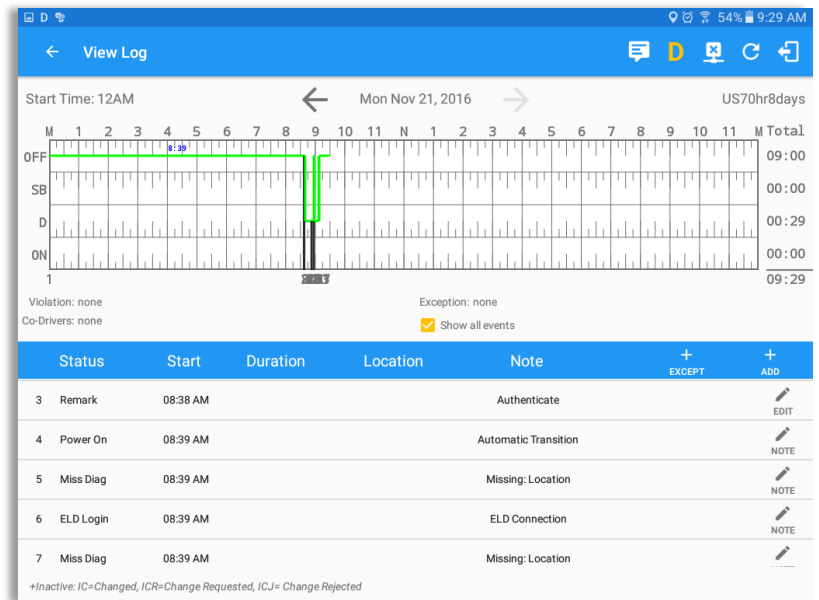 D 54% 9:29 AM
View Log D
Start Time: 12AM Mon Nov 21, 2016 US70hr8days
M 1 2 3 4 5 6 7 8 9 10 11 N 1 2 3 4 5 6 7 8 9 10 11 M Total
OFF 8:39 09:00
SB 00:00
D 00:29
ON 00:00
1 09:29
Violation: none Exception: none
Co-Drivers: none Show all events
Status Start Duration Location Note + EXCEPT + ADD
3 Remark 08:38 AM Authenticate EDIT
4 Power On 08:39 AM Automatic Transition NOTE
5 Miss Diag 08:39 AM Missing: Location NOTE
6 ELD Login 08:39 AM ELD Connection NOTE
7 Miss Diag 08:39 AM Missing: Location
+Inactive: IC=Changed, ICR=Change Requested, ICJ= Change Rejected